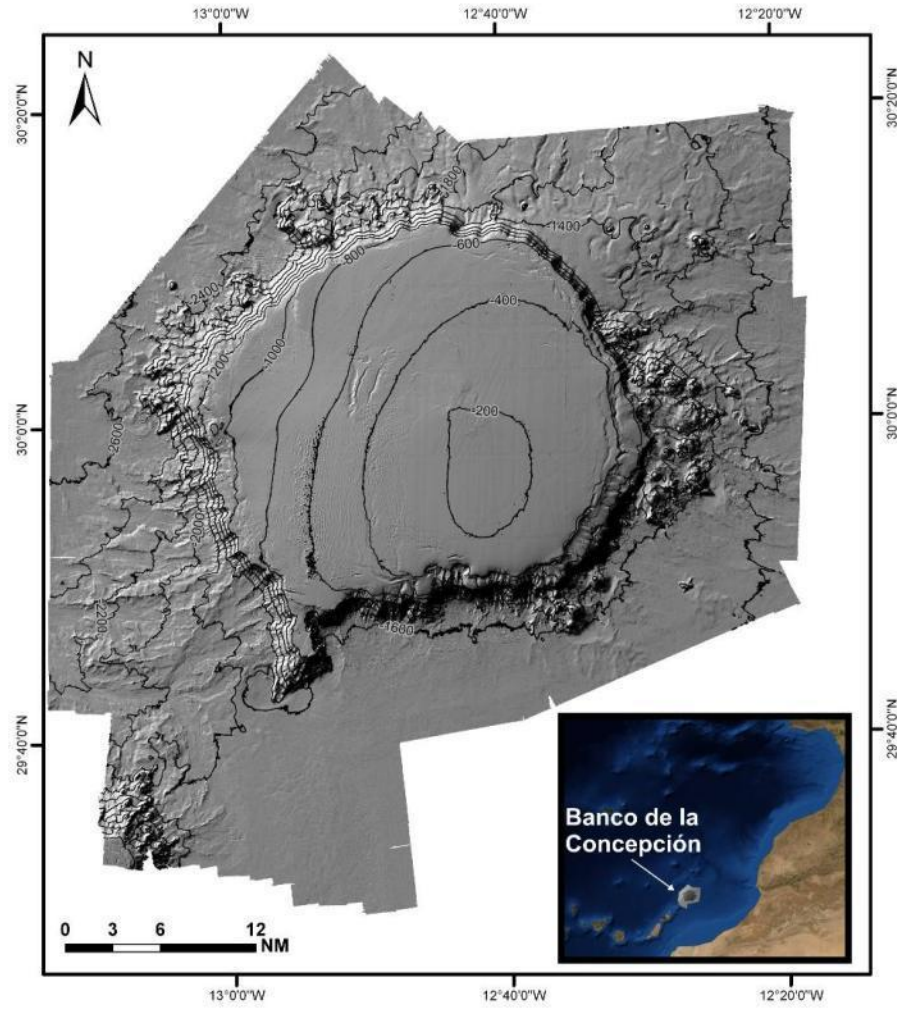 13°0'0"W
12°40'0"W
12°20'0"W
N
30°20'0"N
30°20'0"N
-1800
-1400
-600
-800
-2400
-400
-1200
-1000
-200
30°0'0"N
30°0'0"N
-2600
-2000
-2200
-1600
29°40'0"N
29°40'0"N
Banco de la
Concepción
0 3 6 12
NM
13°0'0"W
12°40'0"W
12°20'0"W